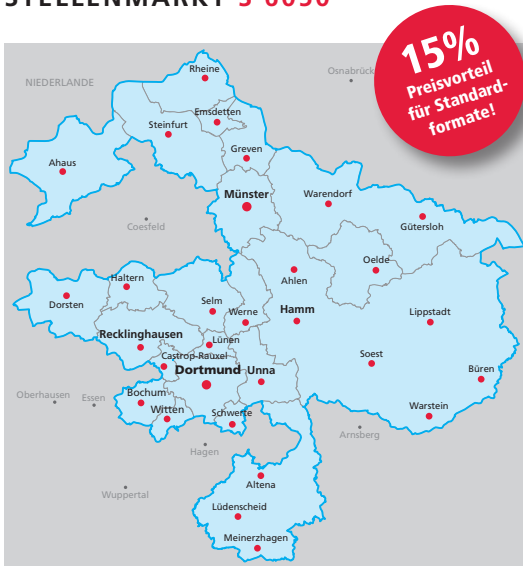 STELLENMARKT S 6050
15%
Preisvorteil
für Standard-
formate!
NIEDERLANDE
Rheine
Osnabrück
Emsdetten
Steinfurt
Greven
Ahaus
Münster
Warendorf
Gütersloh
Coesfeld
Oelde
Haltern
Ahlen
Dorsten
Selm
Werne
Hamm
Lippstadt
Recklinghausen
Lünen
Castrop-Rauxel
Soest
Dortmund
Unna
Büren
Oberhausen
Essen
Bochum
Witten
Schwerte
Warstein
Hagen
Arnsberg
Wuppertal
Altena
Lüdenscheid
Meinerzhagen